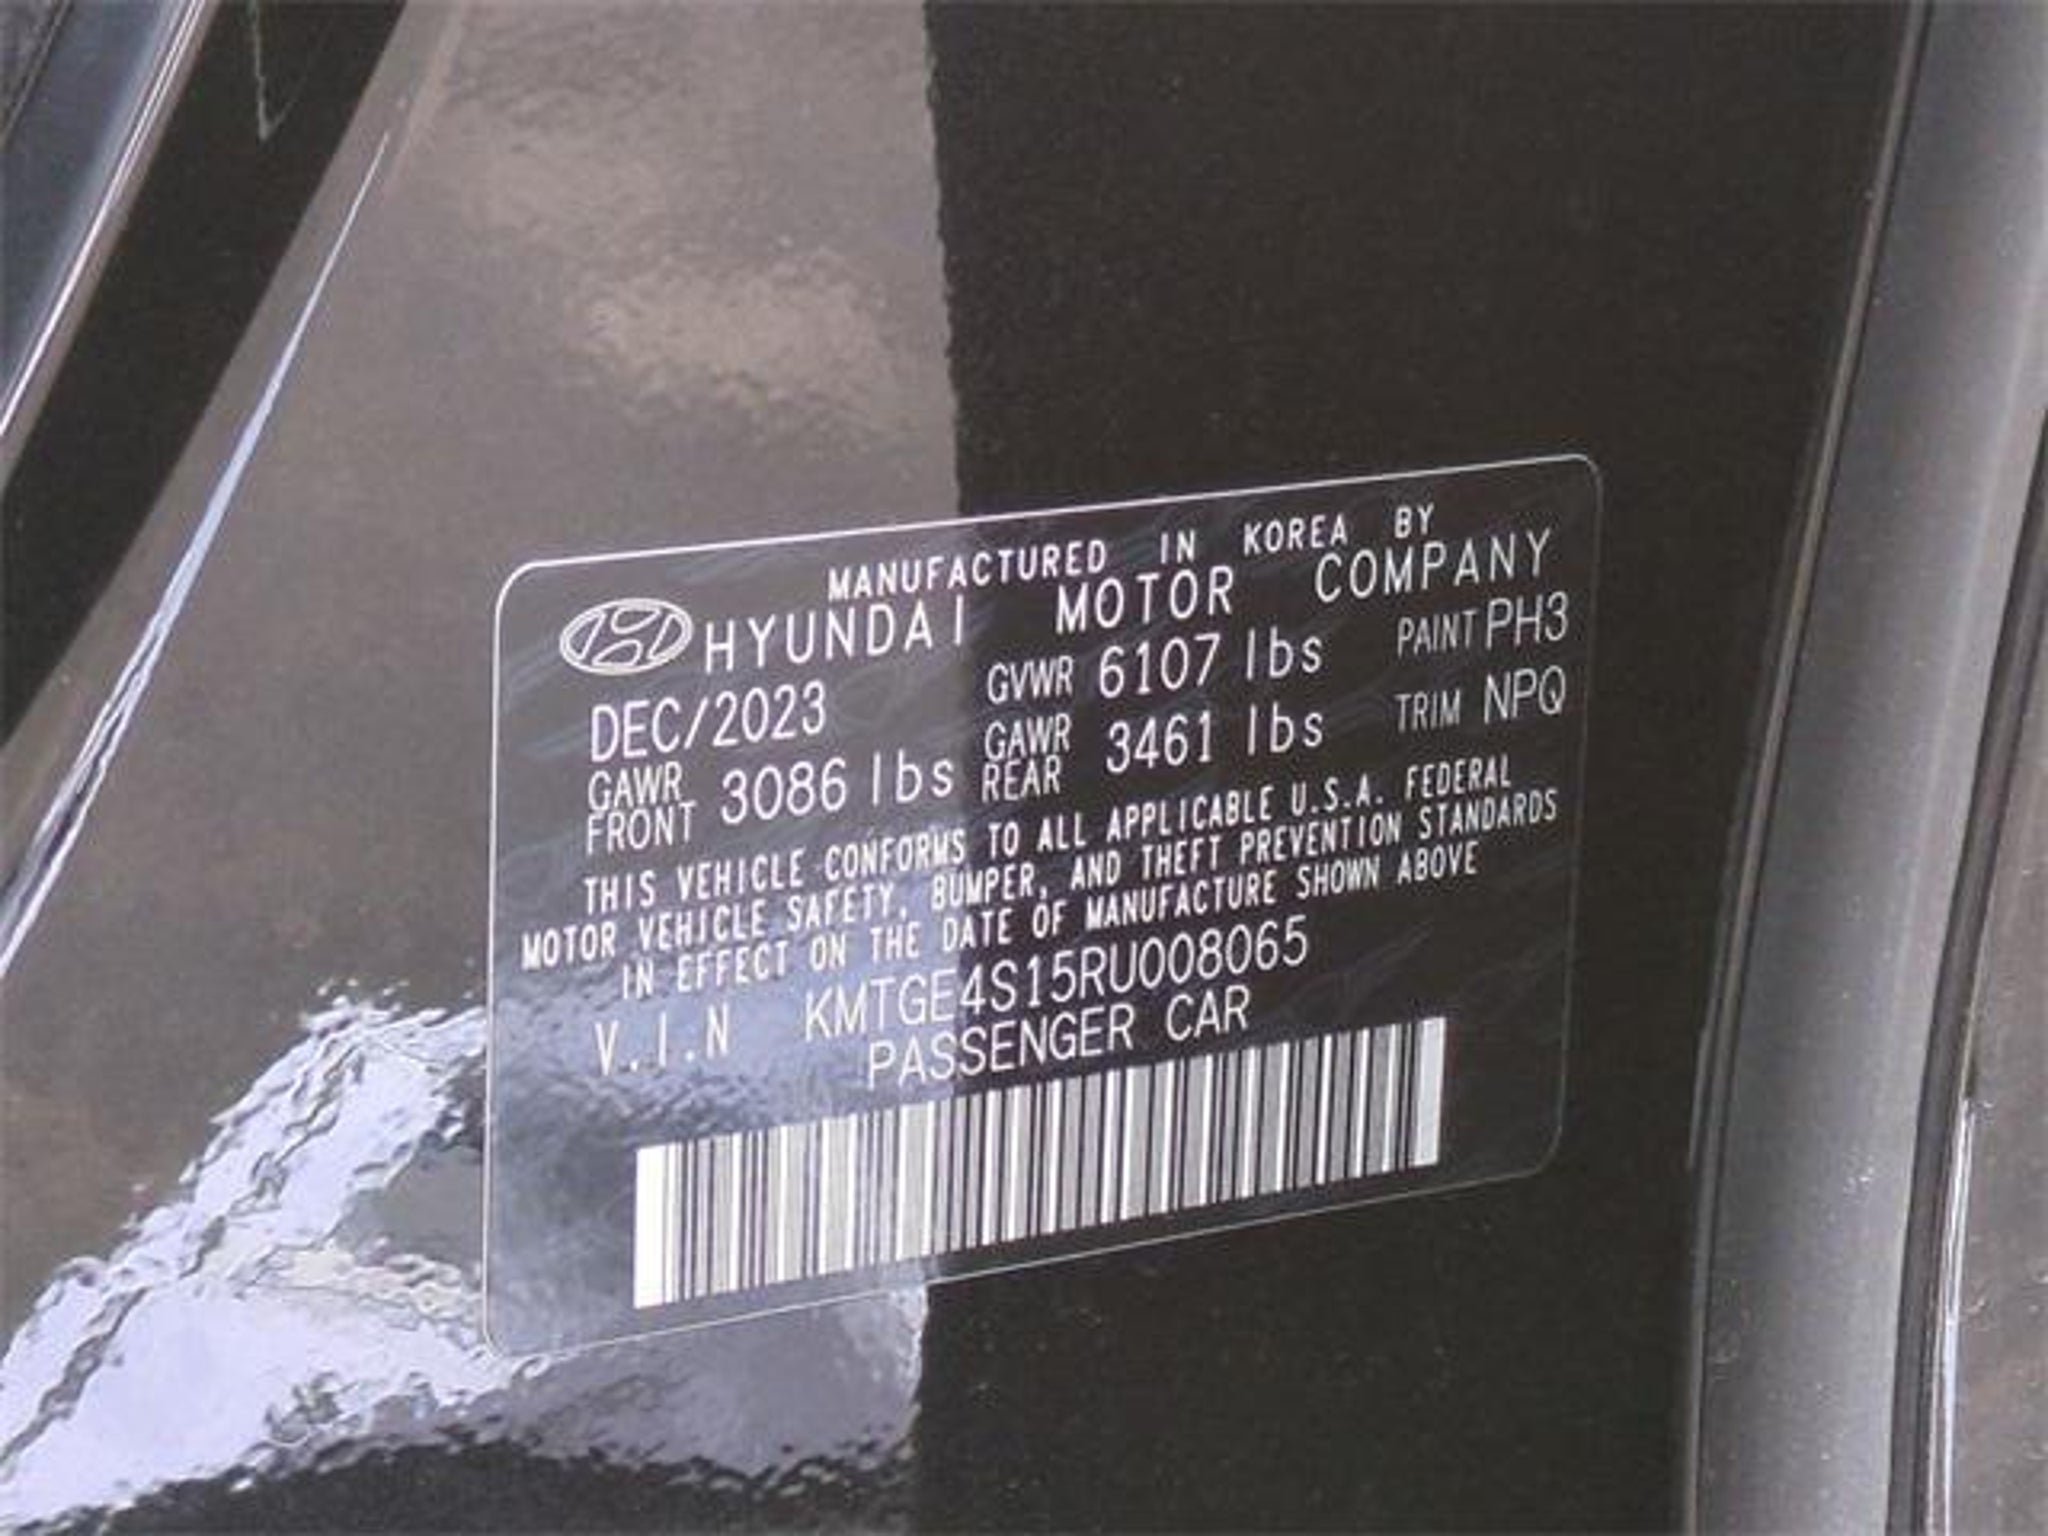 MANUFACTURED IN KOREA BY
HYUNDAI MOTOR COMPANY
DEC/2023 GVWR 6107 lbs PAINT PH3
GAWR FRONT 3086 lbs GAWR REAR 3461 lbs TRIM NPQ
THIS VEHICLE CONFORMS TO ALL APPLICABLE U.S.A. FEDERAL
MOTOR VEHICLE SAFETY, BUMPER, AND THEFT PREVENTION STANDARDS
IN EFFECT ON THE DATE OF MANUFACTURE SHOWN ABOVE
V.I.N KMTGE4S15RU008065
PASSENGER CAR